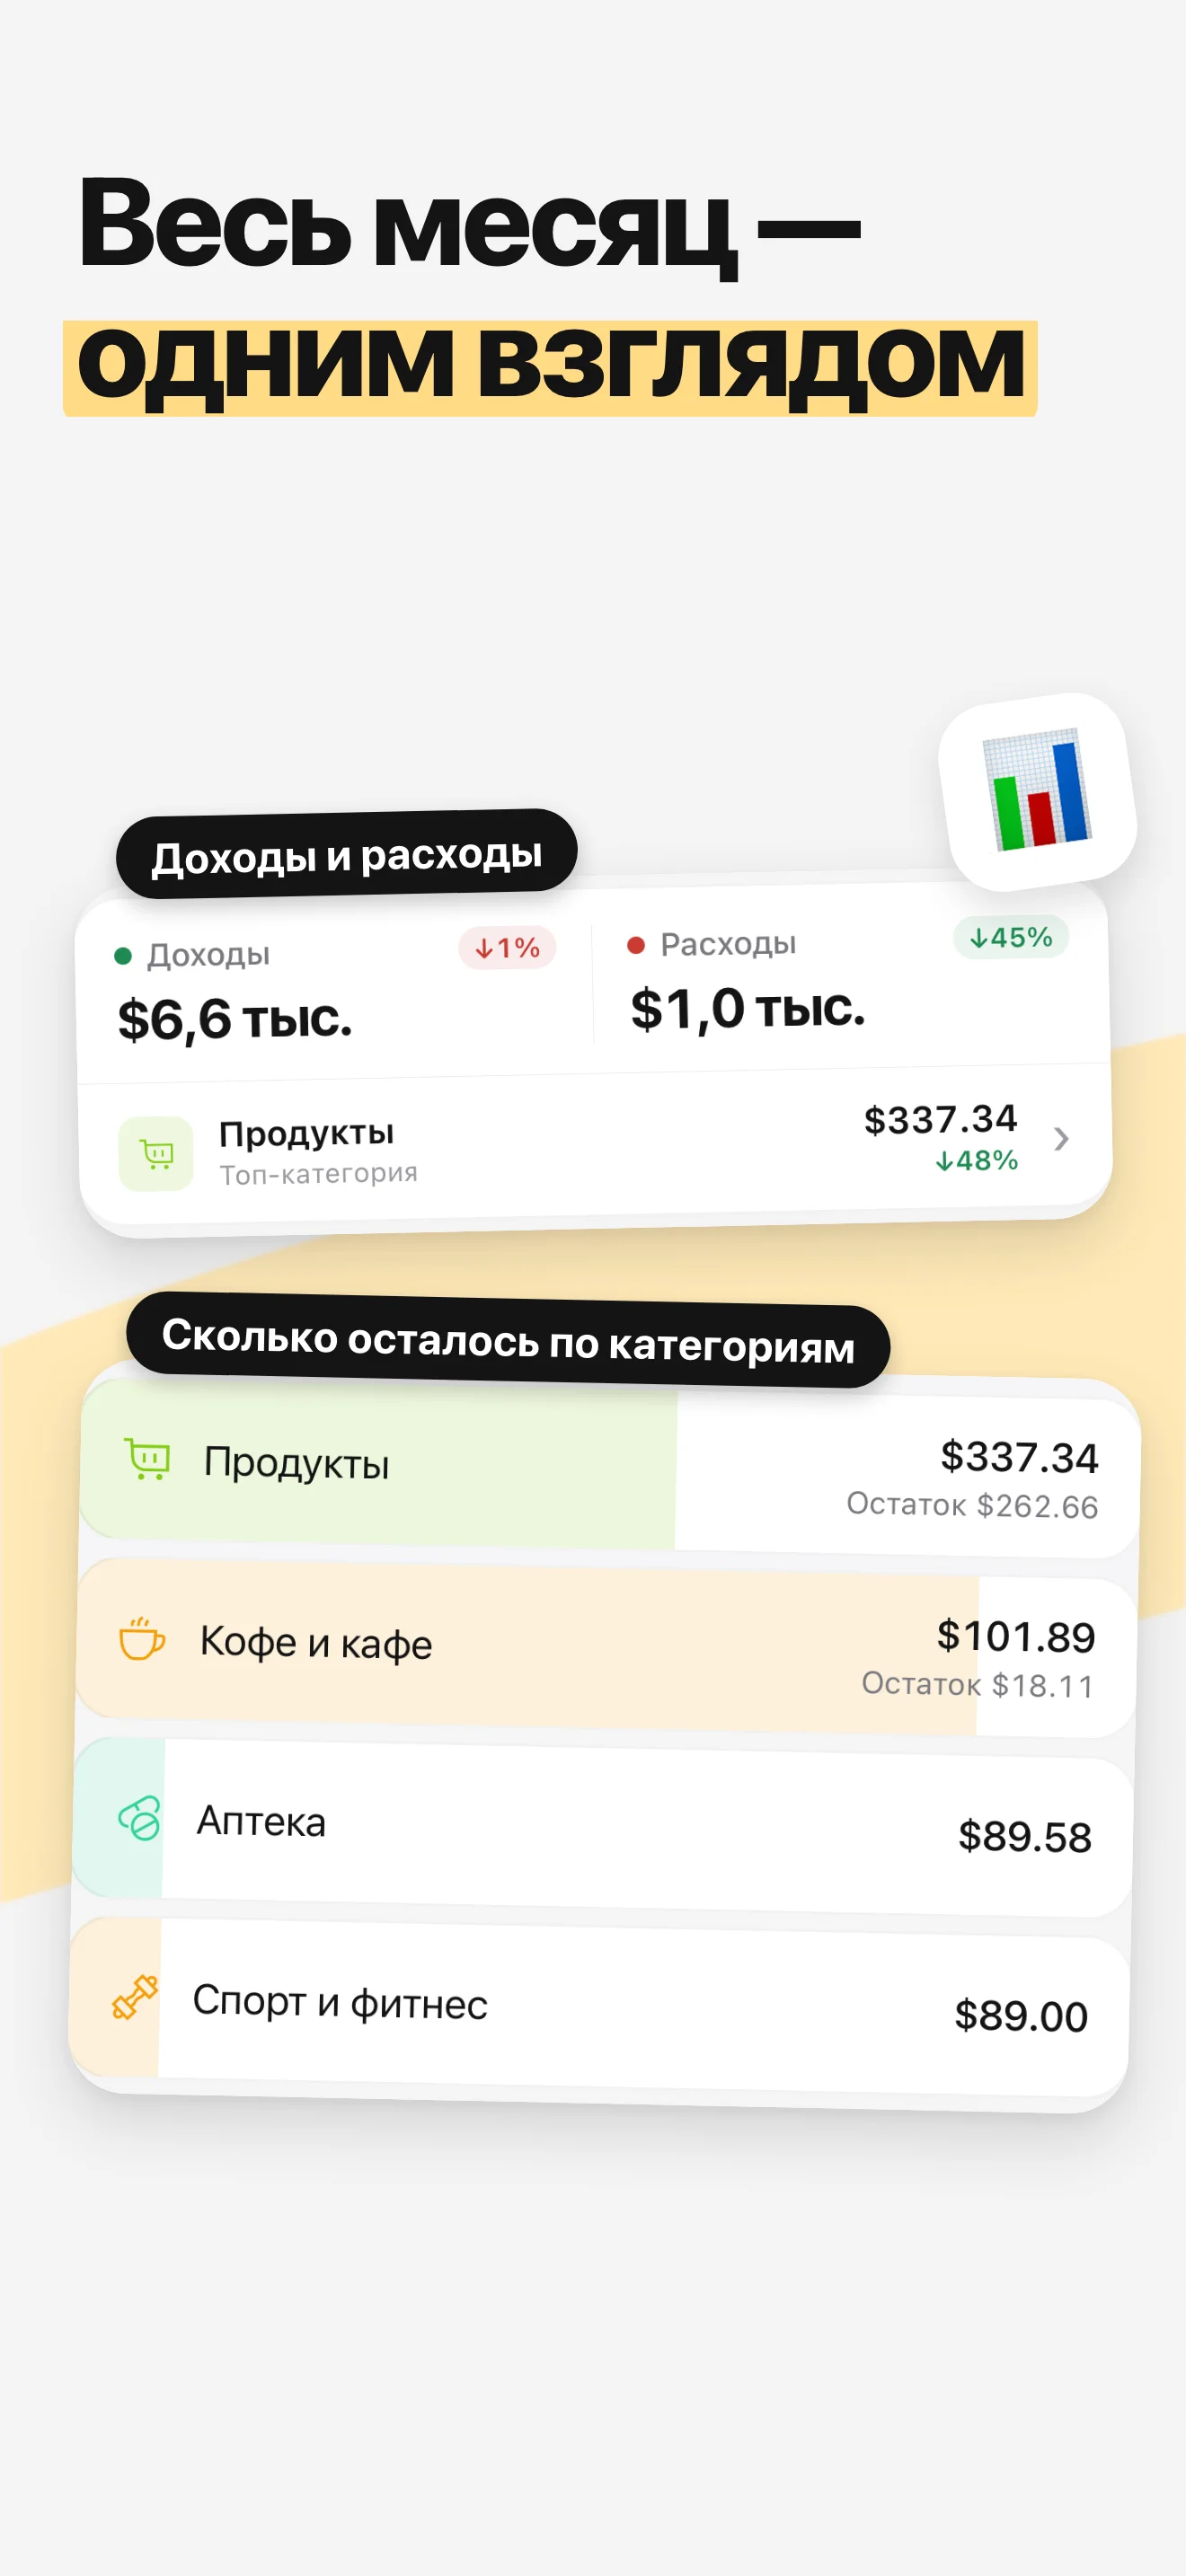 Весь месяц —
одним взглядом
Доходы и расходы
Доходы ↓1% Расходы ↓45%
$6,6 тыс. $1,0 тыс.
Продукты $337.34
Топ-категория ↓48%
Сколько осталось по категориям
Продукты $337.34
Остаток $262.66
Кофе и кафе $101.89
Остаток $18.11
Аптека $89.58
Спорт и фитнес $89.00